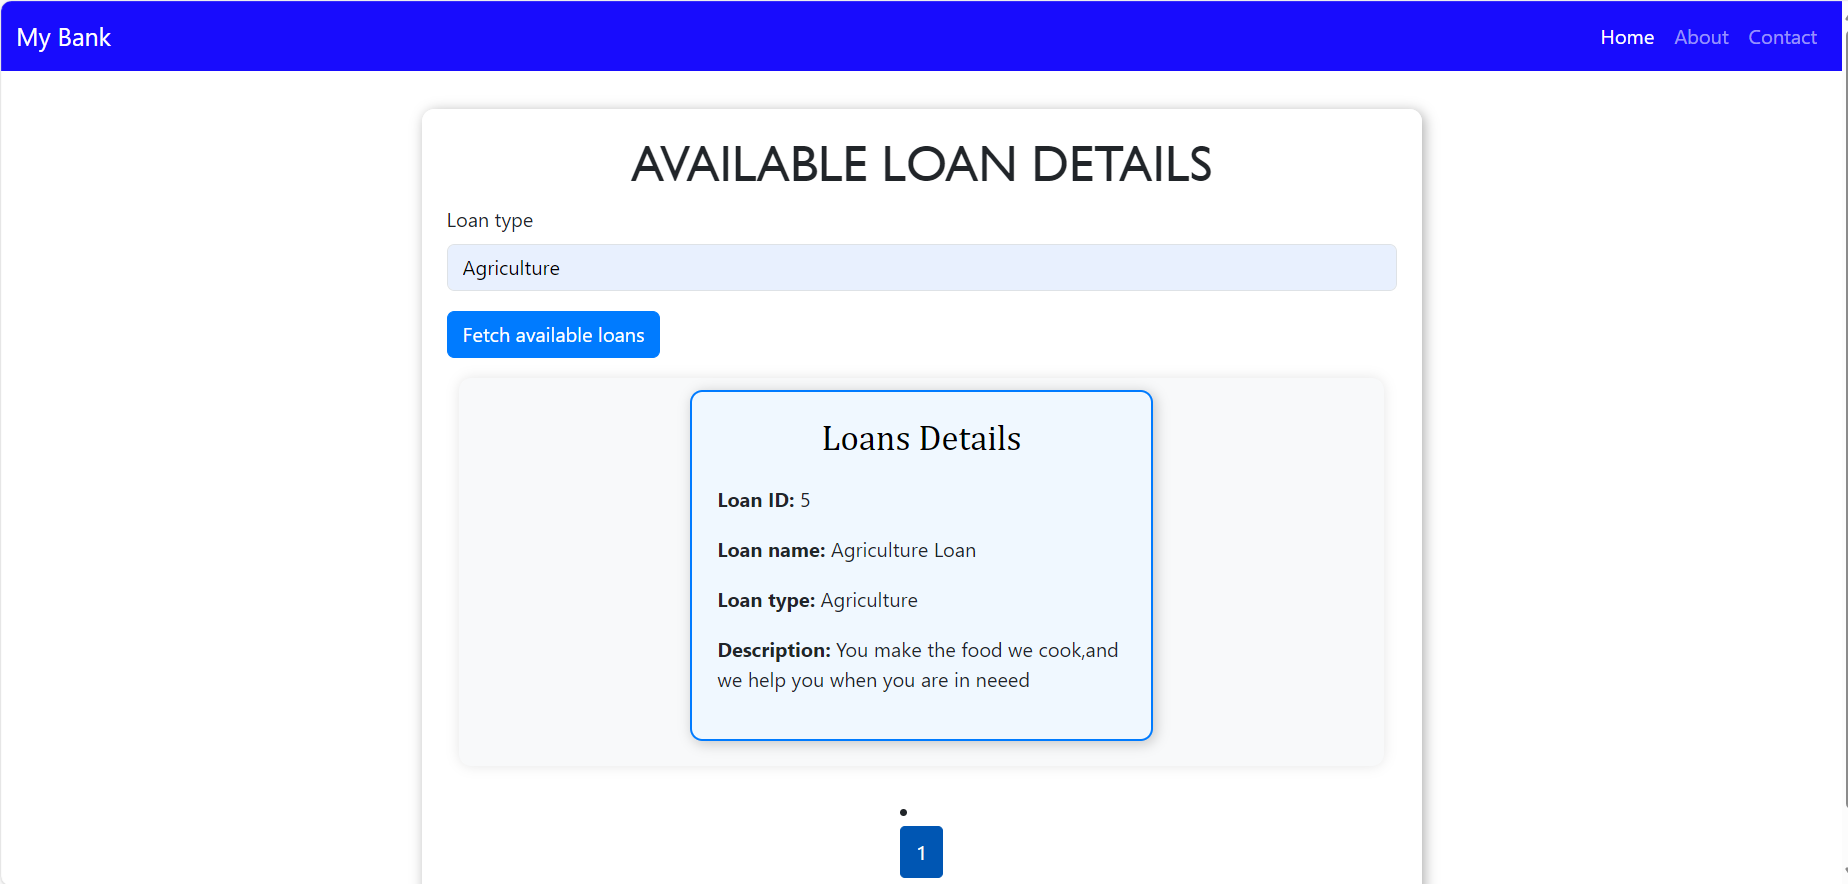 My Bank
Home About Contact
AVAILABLE LOAN DETAILS
Loan type
Agriculture
Fetch available loans
Loans Details
Loan ID: 5
Loan name: Agriculture Loan
Loan type: Agriculture
Description: You make the food we cook,and
we help you when you are in neeed
1